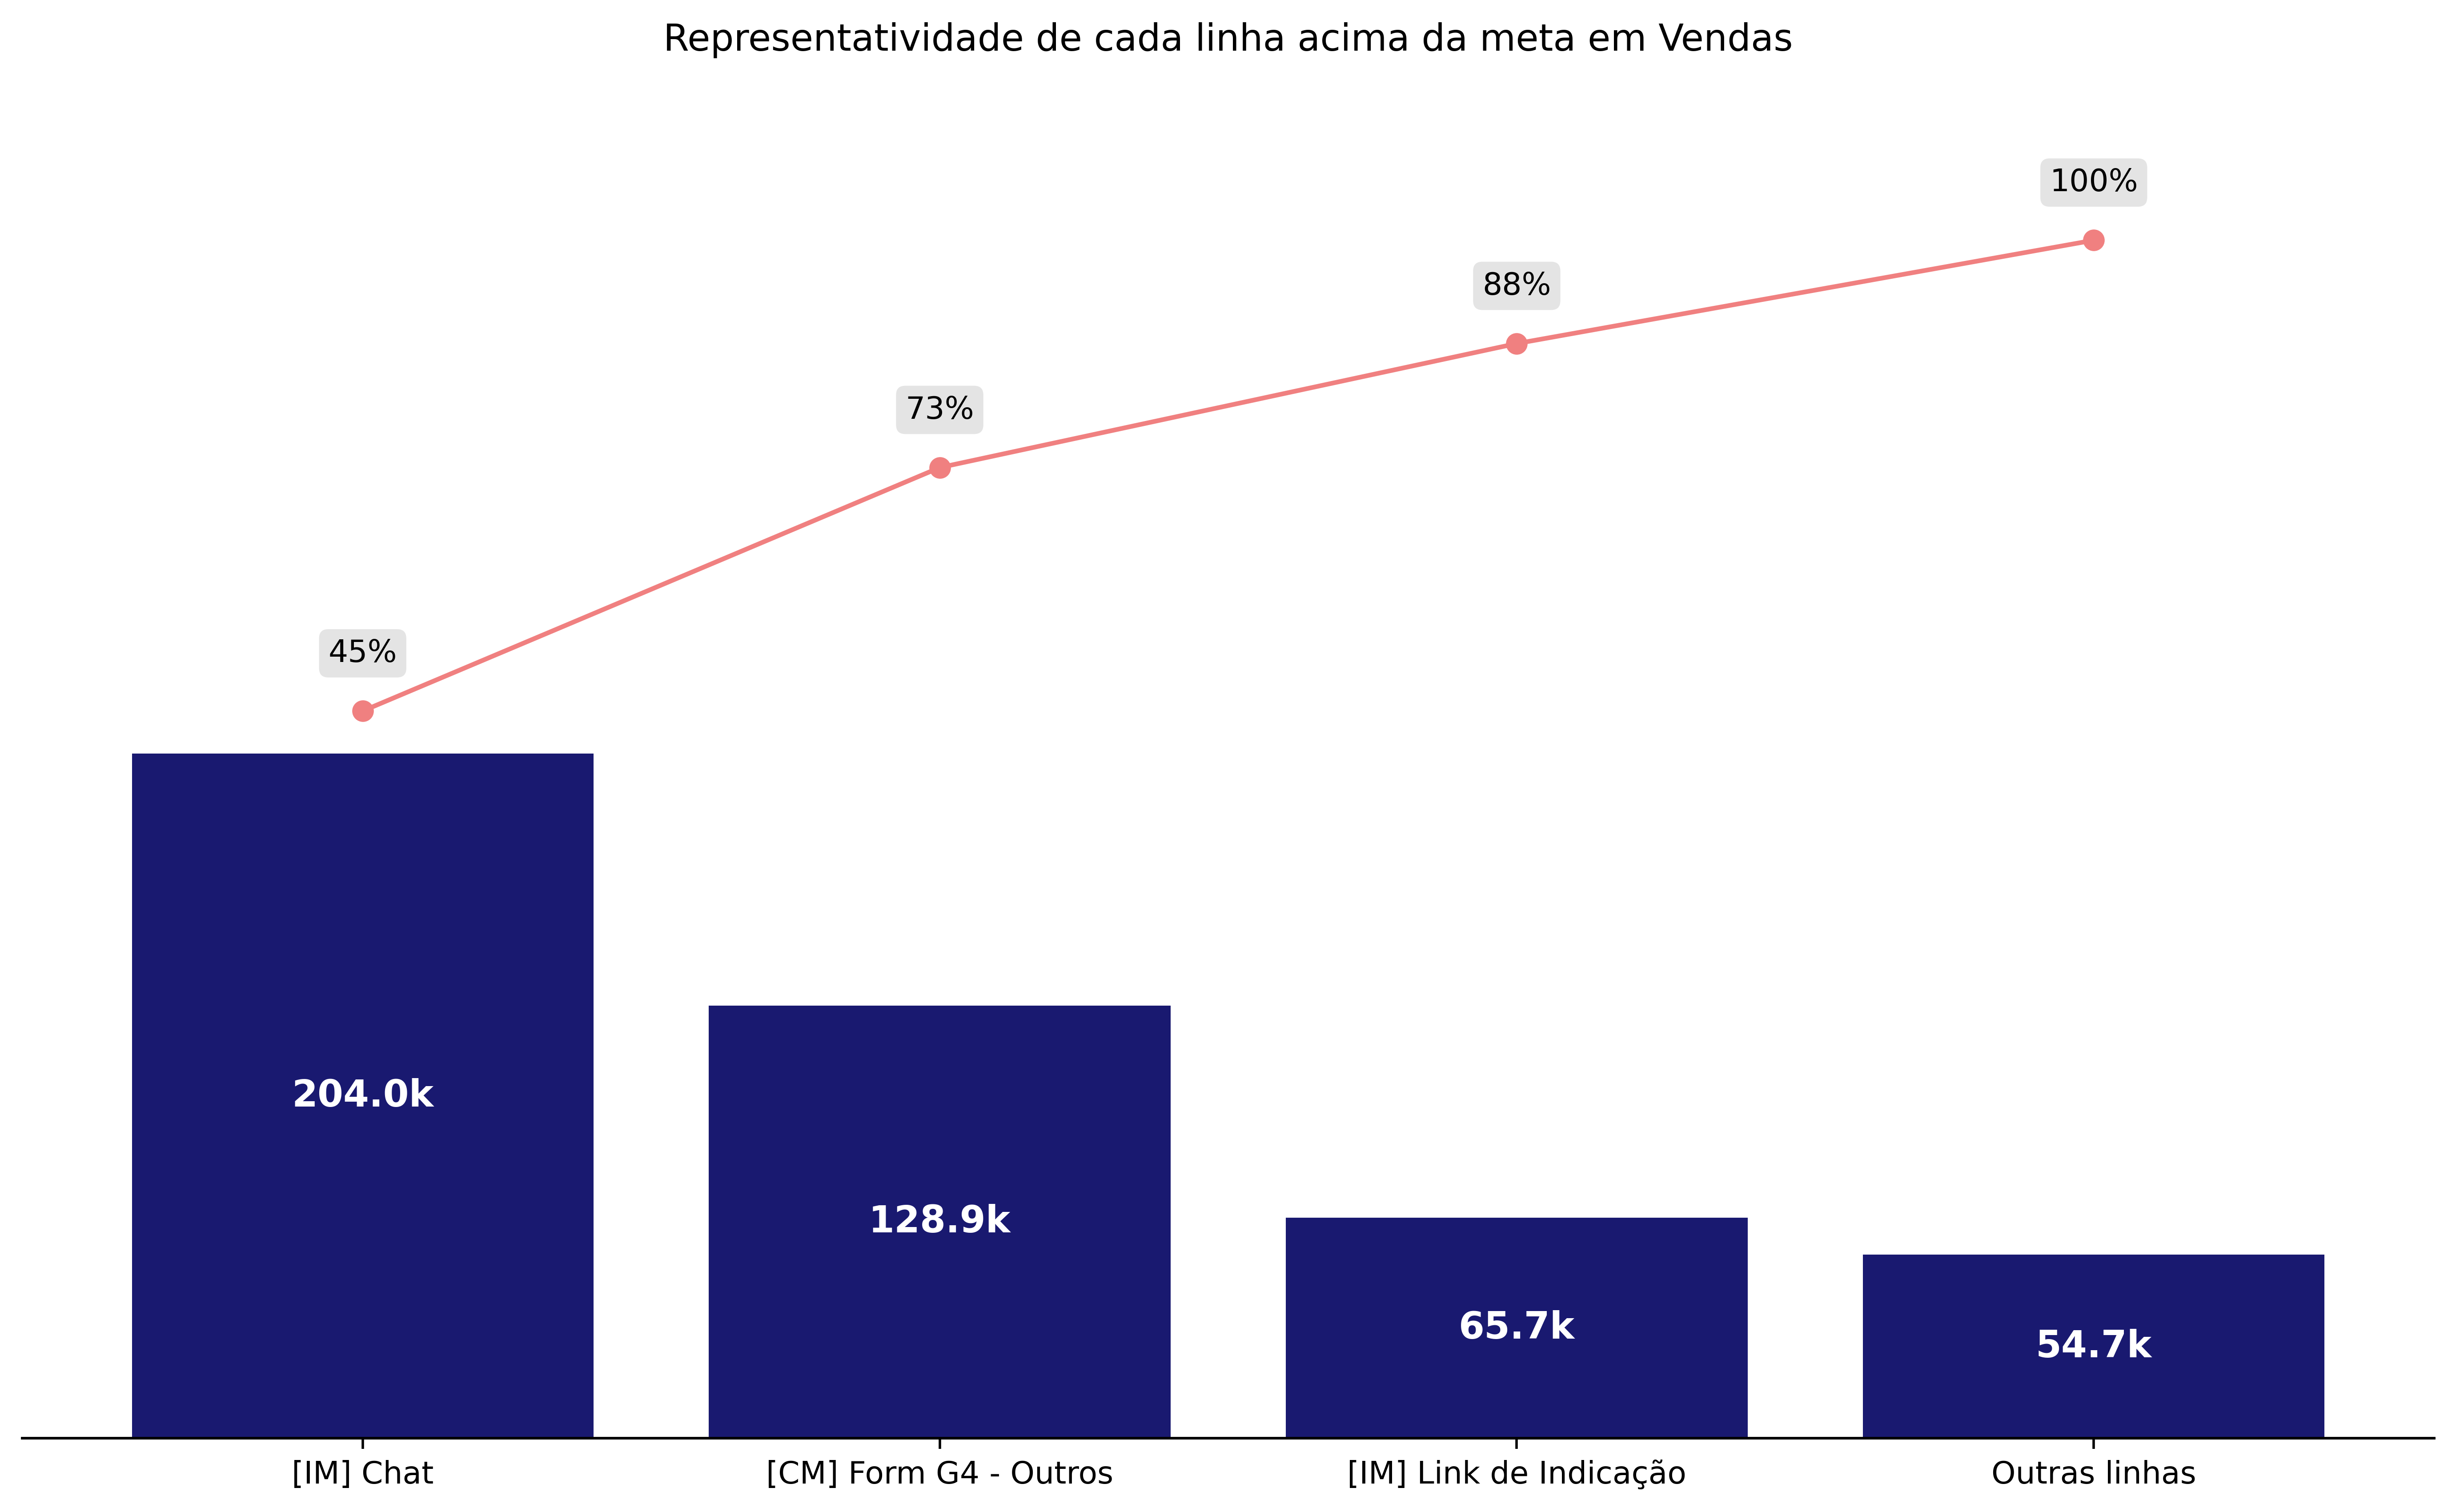 Representatividade de cada linha acima da meta em Vendas
100%
88%
73%
45%
204.0k
128.9k
65.7k
54.7k
[IM] Chat
[CM] Form G4 - Outros
[IM] Link de Indicação
Outras linhas